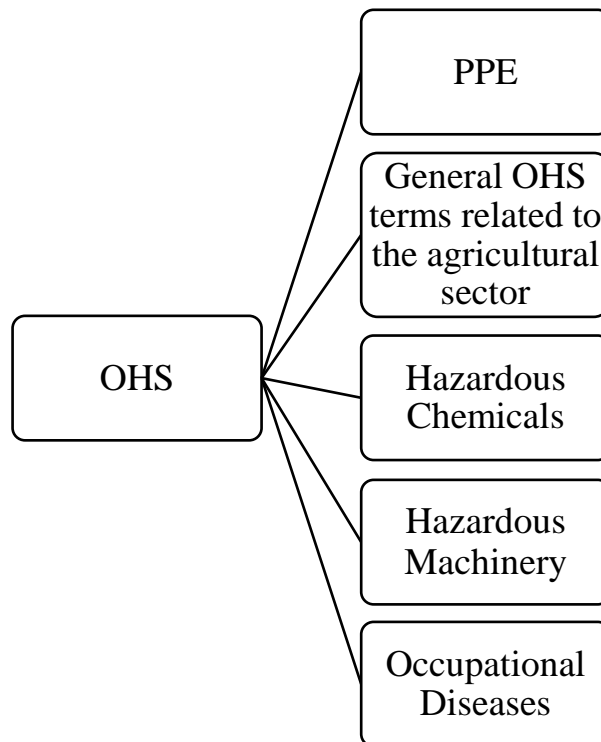 PPE
General OHS
terms related to
the agricultural
sector
OHS
Hazardous
Chemicals
Hazardous
Machinery
Occupational
Diseases